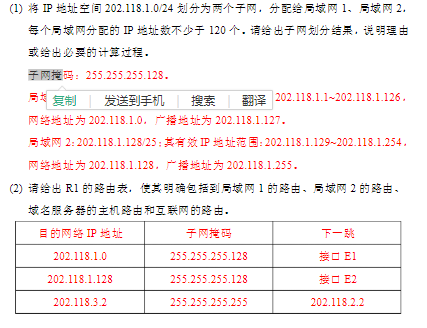 (1) 将 IP 地址空间 202.118.1.0/24 划分为两个子网，分配给局域网 1、局域网 2，
每个局域网分配的 IP 地址数不少于 120 个。请给出子网划分结果，说明理由
或给出必要的计算过程。
子网掩码：255.255.255.128。
复制 发送到手机 搜索 翻译
局域 202.118.1.1~202.118.1.126，
网络地址为 202.118.1.0，广播地址为 202.118.1.127。
局域网 2：202.118.1.128/25；其有效 IP 地址范围：202.118.1.129~202.118.1.254，
网络地址为 202.118.1.128，广播地址为 202.118.1.255。
(2) 请给出 R1 的路由表，使其明确包括到局域网 1 的路由、局域网 2 的路由、
域名服务器的主机路由和互联网的路由。
目的网络 IP 地址 子网掩码 下一跳
202.118.1.0 255.255.255.128 接口 E1
202.118.1.128 255.255.255.128 接口 E2
202.118.3.2 255.255.255.255 202.118.2.2